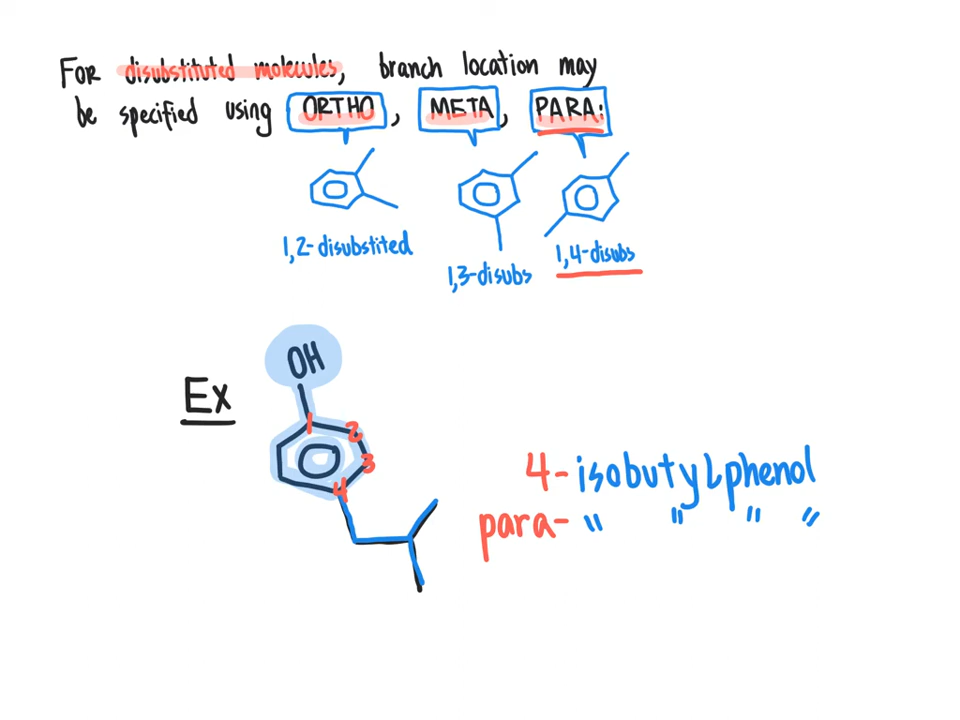 For disubstituted molecules, branch location may
be specified using ORTHO, META, PARA:
1,2-disubstited
1,3-disubs
1,4-disubs
Ex
OH
1
2
3
4
4-isobutylphenol
para- " " " "